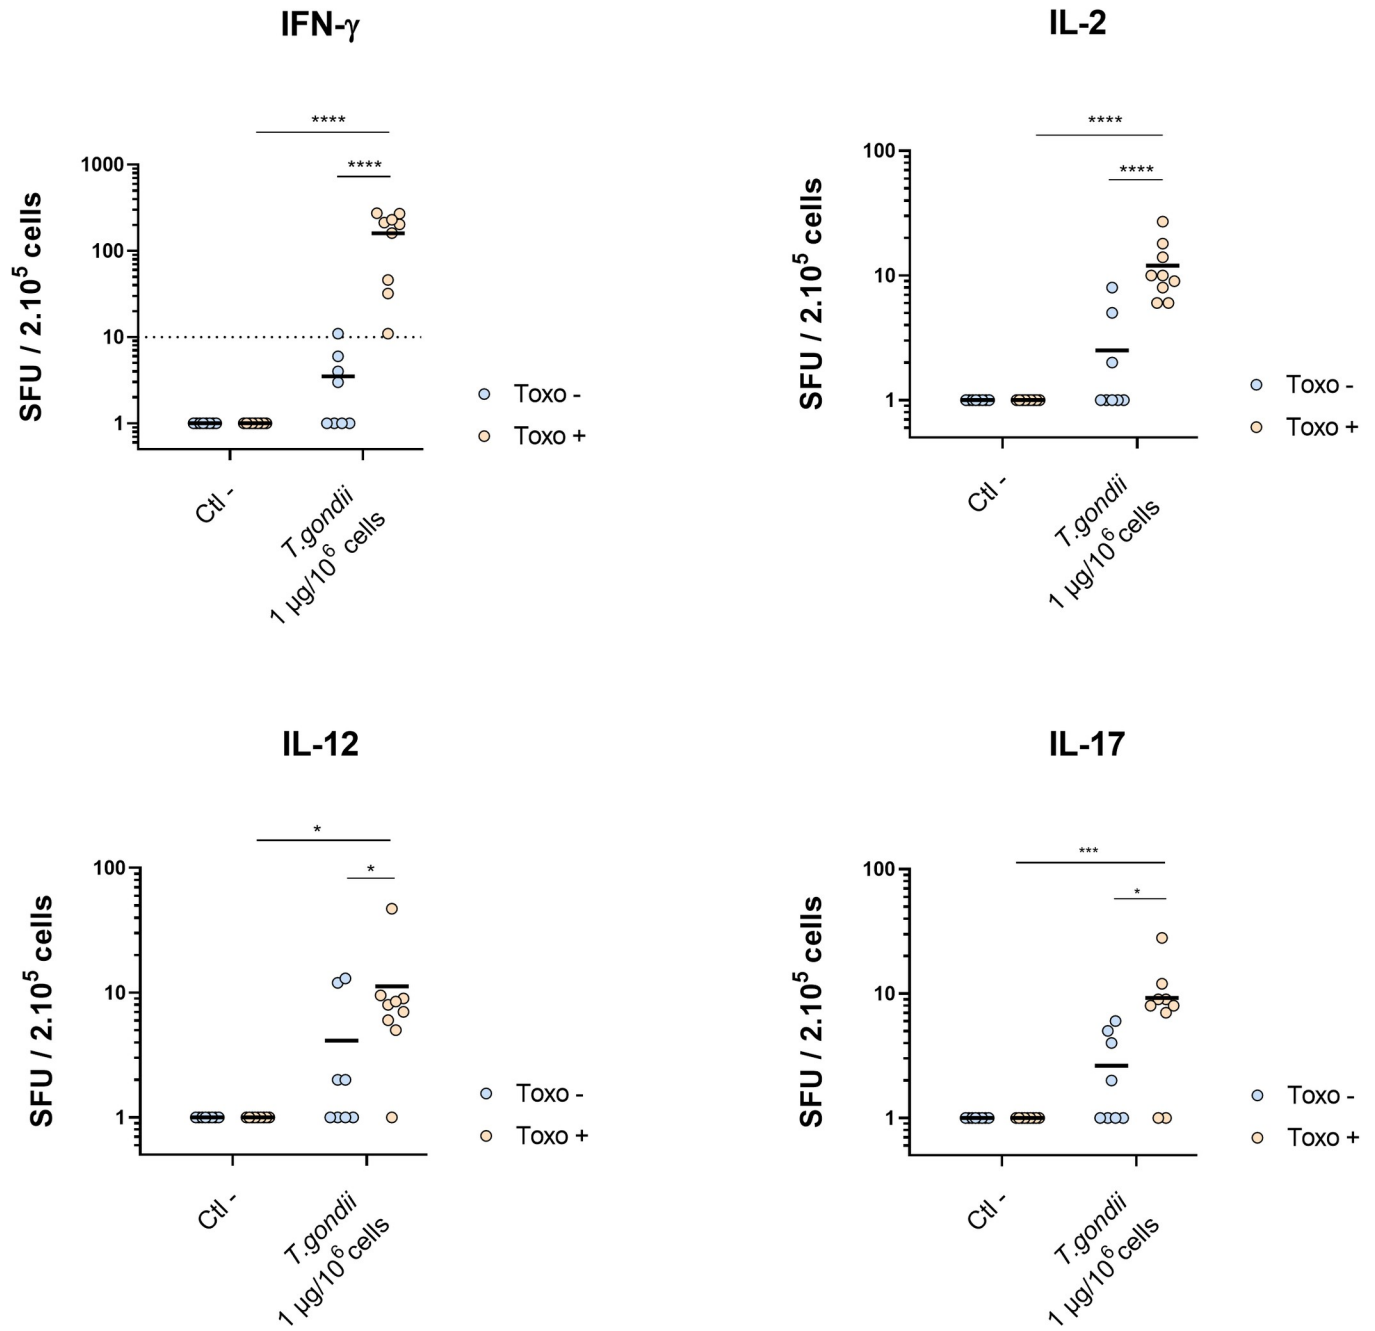 IFN-γ
****
****
SFU / 2.10⁵ cells
1000
100
10
1
Toxo -
Toxo +
Ctl -
T.gondii
1 µg/10⁶ cells
IL-2
****
****
SFU / 2.10⁵ cells
100
10
1
Toxo -
Toxo +
Ctl -
T.gondii
1 µg/10⁶ cells
IL-12
*
*
SFU / 2.10⁵ cells
100
10
1
Toxo -
Toxo +
Ctl -
T.gondii
1 µg/10⁶ cells
IL-17
***
*
SFU / 2.10⁵ cells
100
10
1
Toxo -
Toxo +
Ctl -
T.gondii
1 µg/10⁶ cells